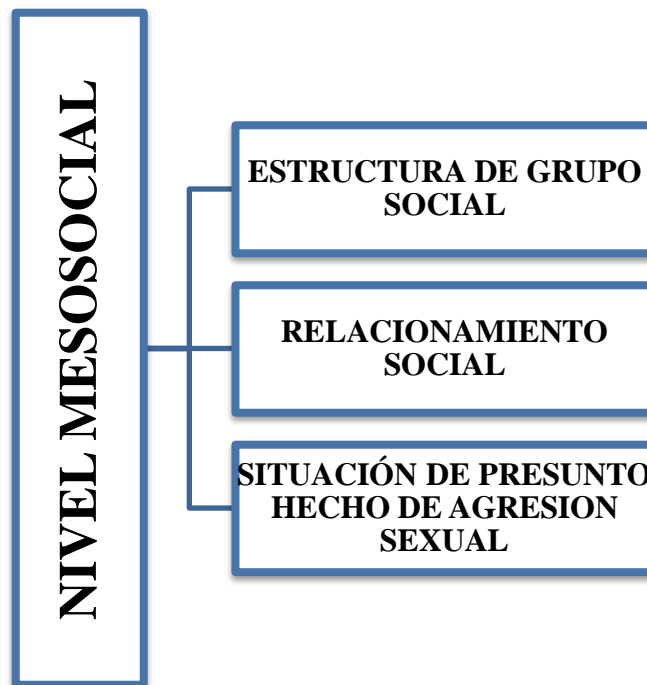 NIVEL MESOSOCIAL
ESTRUCTURA DE GRUPO
SOCIAL
RELACIONAMIENTO
SOCIAL
SITUACIÓN DE PRESUNTO
HECHO DE AGRESION
SEXUAL